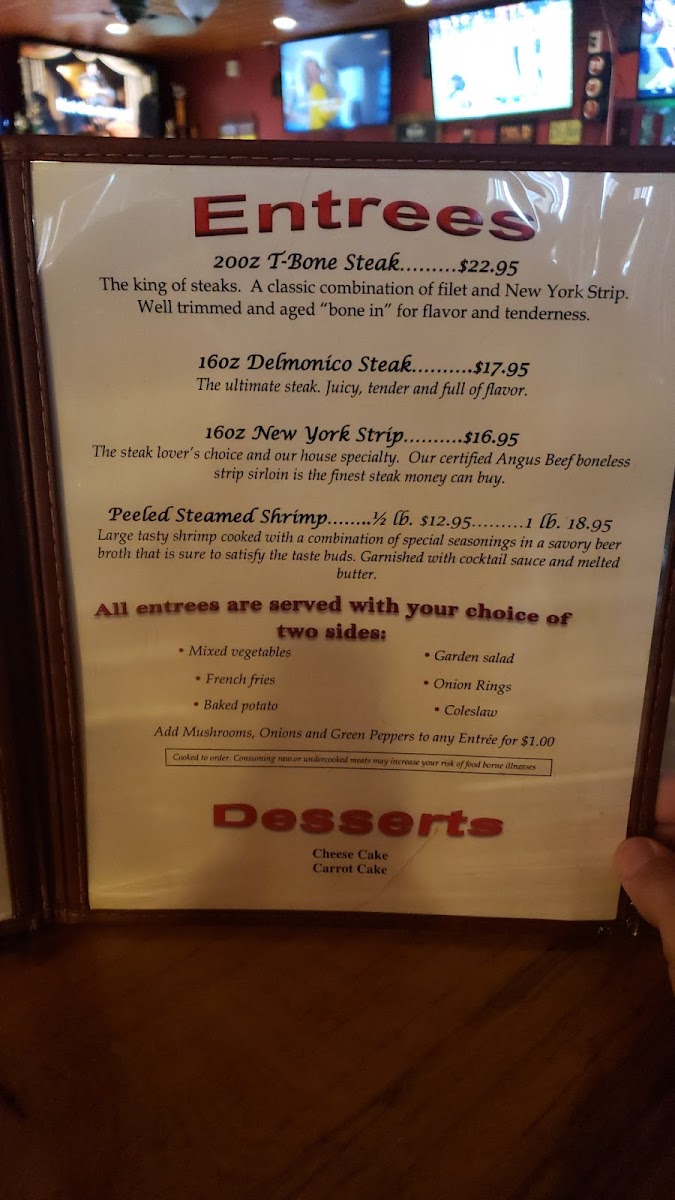 Entrees
20oz T-Bone Steak.........$22.95
The king of steaks. A classic combination of filet and New York Strip.
Well trimmed and aged "bone in" for flavor and tenderness.
16oz Delmonico Steak..........$17.95
The ultimate steak. Juicy, tender and full of flavor.
16oz New York Strip..........$16.95
The steak lover's choice and our house specialty. Our certified Angus Beef boneless
strip sirloin is the finest steak money can buy.
Peeled Steamed Shrimp........½ lb. $12.95.........1 lb. 18.95
Large tasty shrimp cooked with a combination of special seasonings in a savory beer
broth that is sure to satisfy the taste buds. Garnished with cocktail sauce and melted
butter.
All entrees are served with your choice of
two sides:
• Mixed vegetables
• French fries
• Baked potato
• Garden salad
• Onion Rings
• Coleslaw
Add Mushrooms, Onions and Green Peppers to any Entrée for $1.00
Cooked to order. Consuming raw or undercooked meats may increase your risk of food borne illnesses
Desserts
Cheese Cake
Carrot Cake